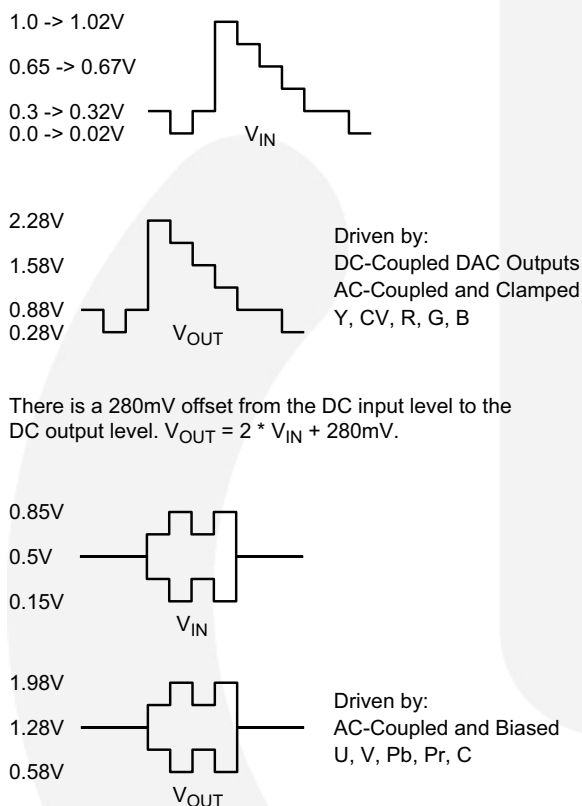 1.0 -> 1.02V
0.65 -> 0.67V
0.3 -> 0.32V
0.0 -> 0.02V
VIN
2.28V
1.58V
0.88V
0.28V
VOUT
Driven by:
DC-Coupled DAC Outputs
AC-Coupled and Clamped
Y, CV, R, G, B
There is a 280mV offset from the DC input level to the
DC output level. VOUT = 2 * VIN + 280mV.
0.85V
0.5V
0.15V
VIN
1.98V
1.28V
0.58V
VOUT
Driven by:
AC-Coupled and Biased
U, V, Pb, Pr, C